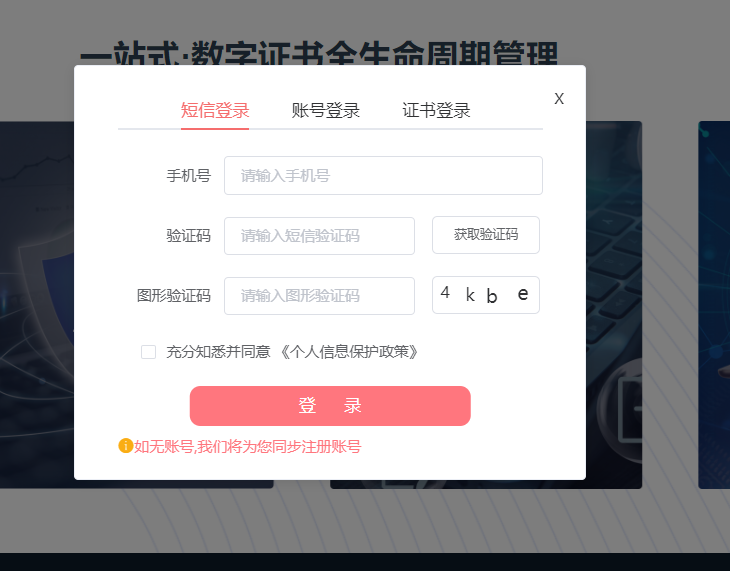 一站式·数字证书全生命周期管理
X
短信登录 账号登录 证书登录
手机号 请输入手机号
验证码 请输入短信验证码 获取验证码
图形验证码 请输入图形验证码 4 k b e
充分知悉并同意 《个人信息保护政策》
登 录
如无账号,我们将为您同步注册账号